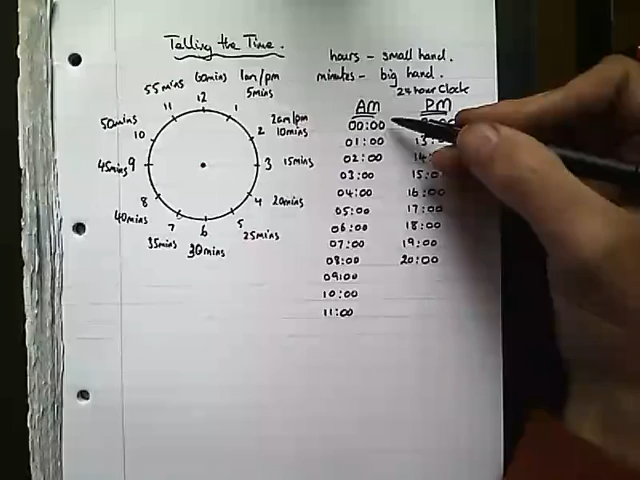 Telling the Time.
hours - small hand.
minutes - big hand.
24 hour Clock
AM
00:00
01:00
02:00
03:00
04:00
05:00
06:00
07:00
08:00
09:00
10:00
11:00
PM
13:
14:
15:0
16:00
17:00
18:00
19:00
20:00
60mins
12
1am/pm
5mins
1
2am/pm
10mins
2
3 15mins
4 20mins
5
25mins
6
30mins
7
35mins
8
40mins
45mins 9
50mins
10
55mins
11